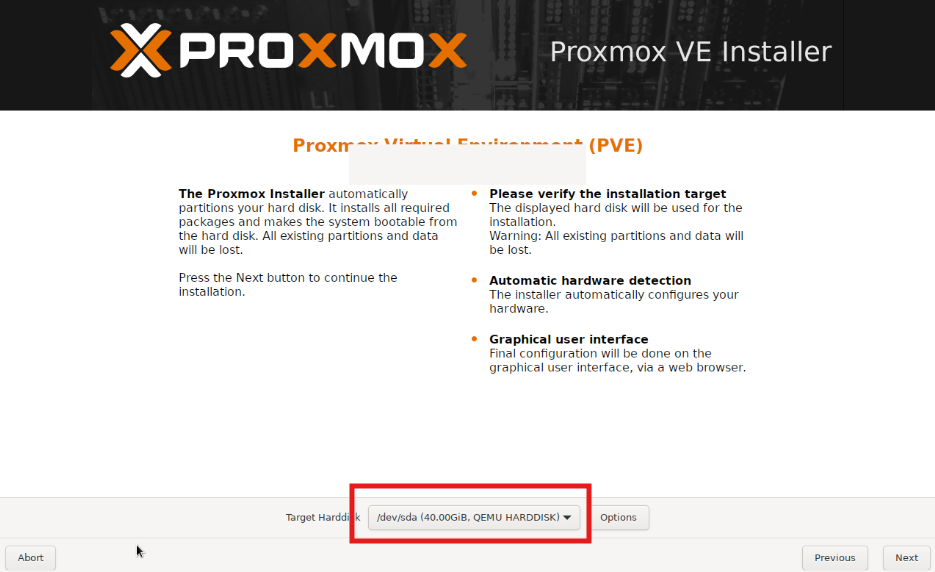 PROXMOX
Proxmox VE Installer
Proxmox Virtual Environment (PVE)
The Proxmox Installer automatically
partitions your hard disk. It installs all required
packages and makes the system bootable from
the hard disk. All existing partitions and data
will be lost.
Press the Next button to continue the
installation.
Please verify the installation target
The displayed hard disk will be used for the
installation.
Warning: All existing partitions and data will
be lost.
Automatic hardware detection
The installer automatically configures your
hardware.
Graphical user interface
Final configuration will be done on the
graphical user interface, via a web browser.
Target Harddisk
/dev/sda (40.00GiB, QEMU HARDDISK)
Options
Abort
Previous
Next